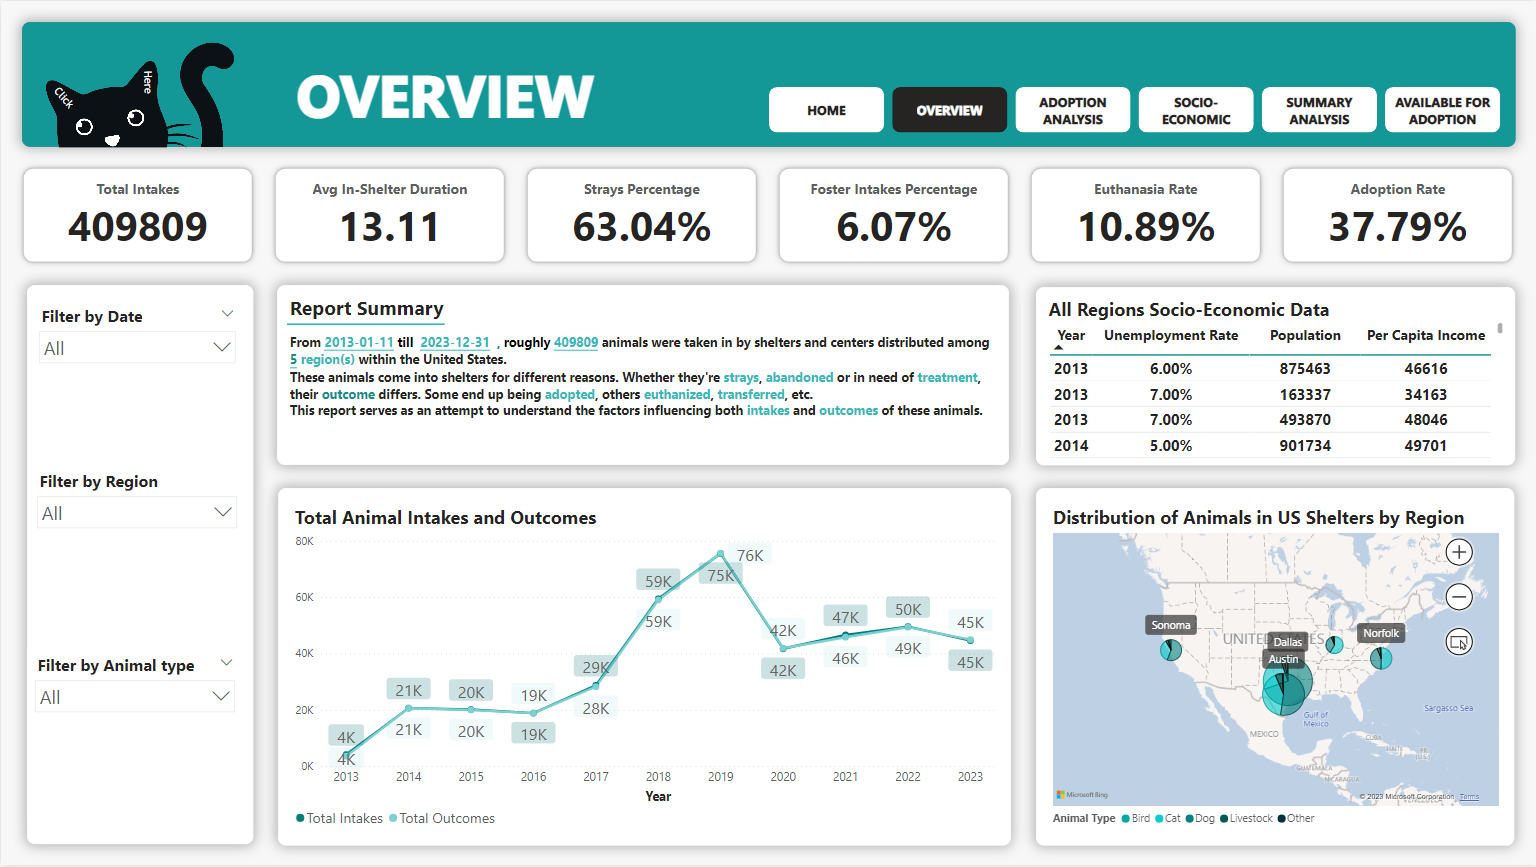 Click
Here
OVERVIEW
HOME
OVERVIEW
ADOPTION
ANALYSIS
SOCIO-
ECONOMIC
SUMMARY
ANALYSIS
AVAILABLE FOR
ADOPTION
Total Intakes
409809
Avg In-Shelter Duration
13.11
Strays Percentage
63.04%
Foster Intakes Percentage
6.07%
Euthanasia Rate
10.89%
Adoption Rate
37.79%
Filter by Date
All
Filter by Region
All
Filter by Animal type
All
Report Summary
From 2013-01-11 till 2023-12-31 , roughly 409809 animals were taken in by shelters and centers distributed among
5 region(s) within the United States.
These animals come into shelters for different reasons. Whether they're strays, abandoned or in need of treatment,
their outcome differs. Some end up being adopted, others euthanized, transferred, etc.
This report serves as an attempt to understand the factors influencing both intakes and outcomes of these animals.
All Regions Socio-Economic Data
Year Unemployment Rate Population Per Capita Income
2013 6.00% 875463 46616
2013 7.00% 163337 34163
2013 7.00% 493870 48046
2014 5.00% 901734 49701
Total Animal Intakes and Outcomes
80K
60K
40K
20K
0K
4K
4K
21K
21K
20K
20K
19K
19K
29K
28K
59K
59K
76K
75K
42K
42K
47K
46K
50K
49K
45K
45K
2013 2014 2015 2016 2017 2018 2019 2020 2021 2022 2023
Year
Total Intakes Total Outcomes
Distribution of Animals in US Shelters by Region
Sonoma
Dallas
Austin
Norfolk
Gulf of
Mexico
Sargasso Sea
MEXICO
CUBA
GUATEMALA
NICARAGUA
Microsoft Bing
© 2023 Microsoft Corporation Terms
Animal Type Bird Cat Dog Livestock Other